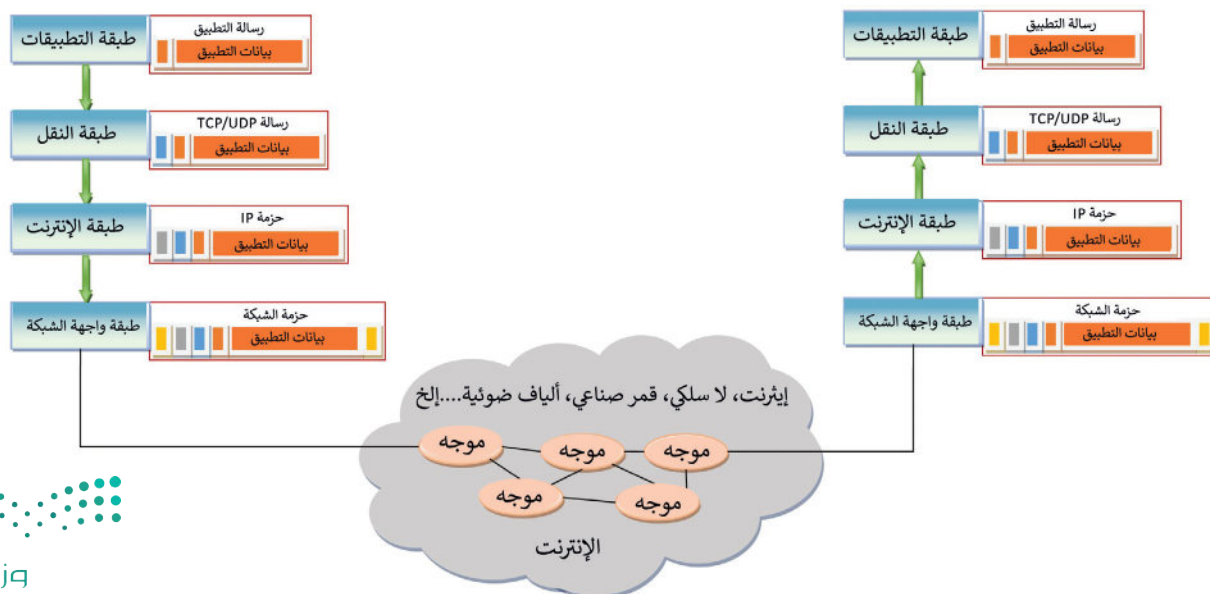 طبقة التطبيقات
رسالة التطبيق
بيانات التطبيق
طبقة النقل
رسالة TCP/UDP
بيانات التطبيق
طبقة الإنترنت
حزمة IP
بيانات التطبيق
طبقة واجهة الشبكة
حزمة الشبكة
بيانات التطبيق
طبقة التطبيقات
رسالة التطبيق
بيانات التطبيق
طبقة النقل
رسالة TCP/UDP
بيانات التطبيق
طبقة الإنترنت
حزمة IP
بيانات التطبيق
طبقة واجهة الشبكة
حزمة الشبكة
بيانات التطبيق
إيثرنت، لا سلكي، قمر صناعي، ألياف ضوئية....إلخ
موجه
موجه
موجه
موجه
موجه
الإنترنت